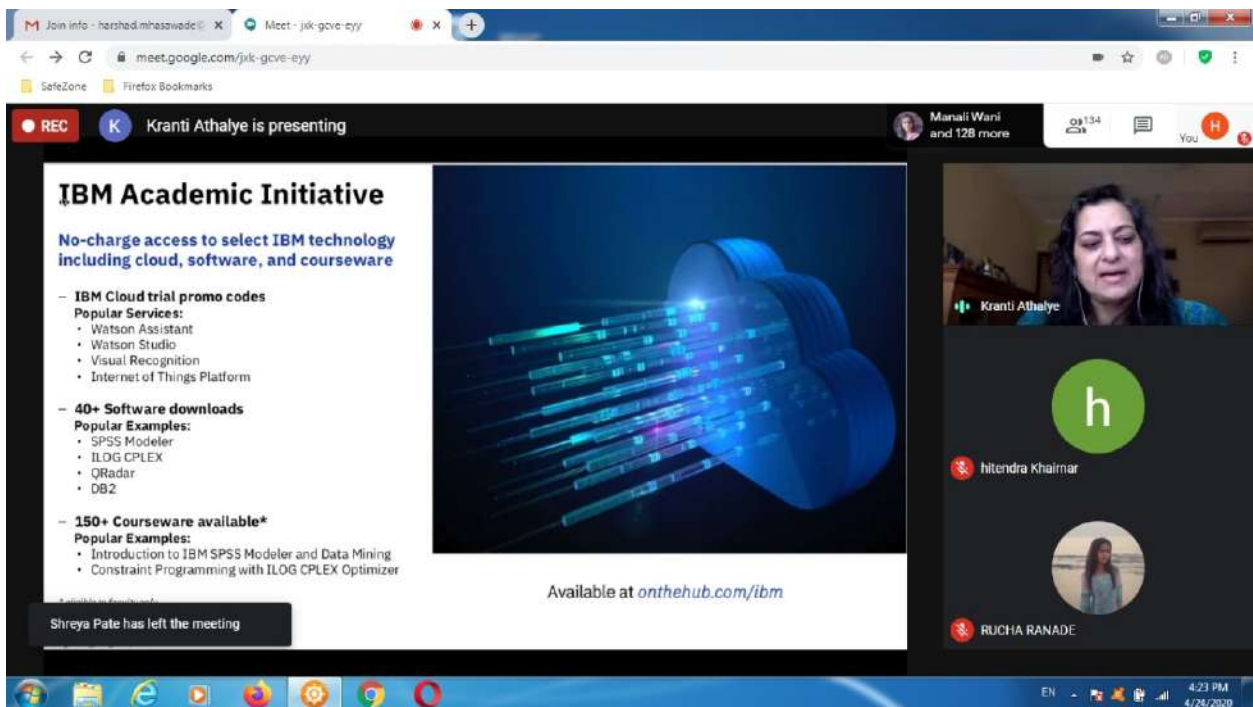 Join info - harshad.mhasawade
Meet - jxk-gcve-eyy
meet.google.com/jxk-gcve-eyy
SafeZone
Firefox Bookmarks
REC
K
Kranti Athalye is presenting
Manali Wani
and 128 more
134
You
H
IBM Academic Initiative
No-charge access to select IBM technology
including cloud, software, and courseware
– IBM Cloud trial promo codes
Popular Services:
• Watson Assistant
• Watson Studio
• Visual Recognition
• Internet of Things Platform
– 40+ Software downloads
Popular Examples:
• SPSS Modeler
• ILOG CPLEX
• QRadar
• DB2
– 150+ Courseware available*
Popular Examples:
• Introduction to IBM SPSS Modeler and Data Mining
• Constraint Programming with ILOG CPLEX Optimizer
Available at onthehub.com/ibm
Shreya Pate has left the meeting
Kranti Athalye
h
hitendra Khairnar
RUCHA RANADE
EN
4:23 PM
4/24/2020